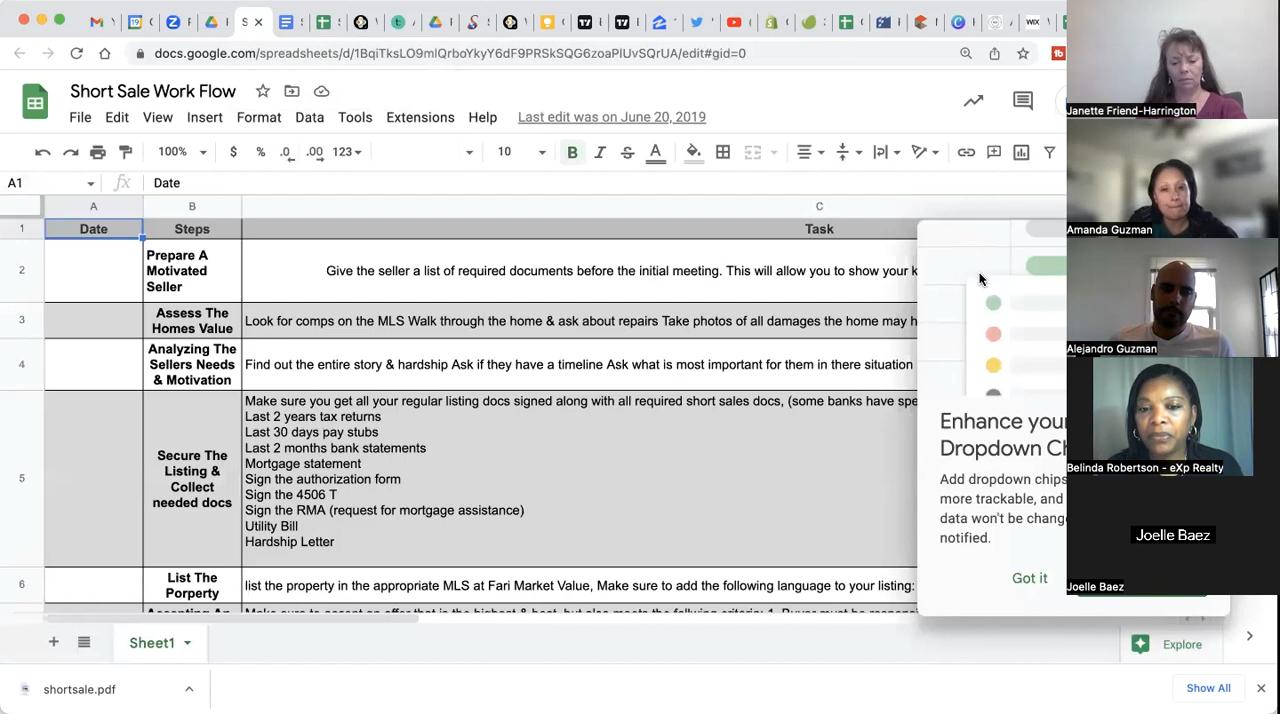 docs.google.com/spreadsheets/d/1BqiTksLO9mlQrboYkyY6dF9PRSkSQG6zoaPlUvSQrUA/edit#gid=0
Short Sale Work Flow
File Edit View Insert Format Data Tools Extensions Help Last edit was on June 20, 2019
100% $ % .0 .00 123 10 B I S A
A1 fx Date
A B C
1 Date Steps Task
2 Prepare A
Motivated
Seller
Give the seller a list of required documents before the initial meeting. This will allow you to show your k
3 Assess The
Homes Value
Look for comps on the MLS Walk through the home & ask about repairs Take photos of all damages the home may h
4 Analyzing The
Sellers Needs
& Motivation
Find out the entire story & hardship Ask if they have a timeline Ask what is most important for them in there situation
5 Secure The
Listing &
Collect
needed docs
Make sure you get all your regular listing docs signed along with all required short sales docs, (some banks have spe
Last 2 years tax returns
Last 30 days pay stubs
Last 2 months bank statements
Mortgage statement
Sign the authorization form
Sign the 4506 T
Sign the RMA (request for mortgage assistance)
Utility Bill
Hardship Letter
6 List The
Porperty
list the property in the appropriate MLS at Fari Market Value, Make sure to add the following language to your listing:
Enhance your
Dropdown Ch
Add dropdown chips
more trackable, and
data won't be change
notified.
Got it
Janette Friend-Harrington
Amanda Guzman
Alejandro Guzman
Belinda Robertson - eXp Realty
Joelle Baez
Joelle Baez
Sheet1
Explore
shortsale.pdf
Show All